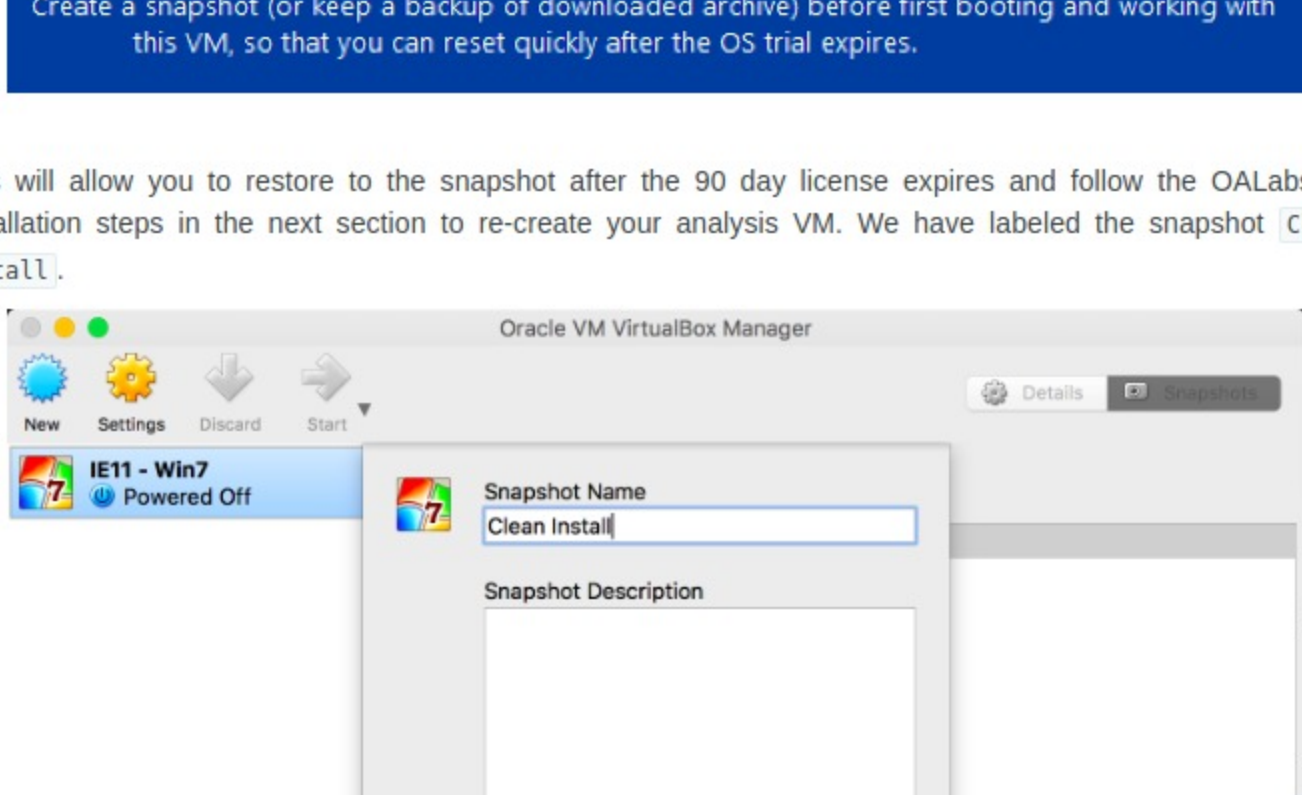 Create a snapshot (or keep a backup of downloaded archive) before first booting and working with
this VM, so that you can reset quickly after the OS trial expires.
will allow you to restore to the snapshot after the 90 day license expires and follow the OALabs
allation steps in the next section to re-create your analysis VM. We have labeled the snapshot C
tall.
Oracle VM VirtualBox Manager
New Settings Discard Start
Details Snapshots
IE11 - Win7
Powered Off
7
7
Snapshot Name
Clean Install
Snapshot Description